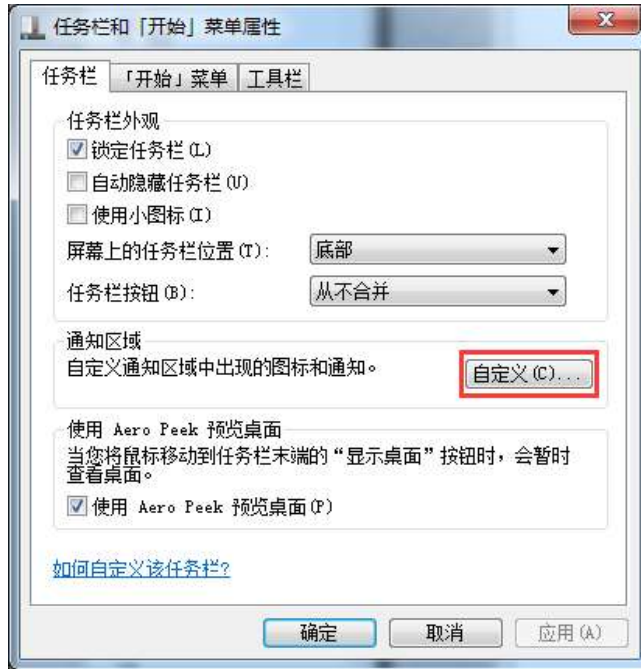 任务栏和「开始」菜单属性
任务栏 「开始」菜单 工具栏
任务栏外观
锁定任务栏(L)
自动隐藏任务栏(U)
使用小图标(I)
屏幕上的任务栏位置(T): 底部
任务栏按钮(B): 从不合并
通知区域
自定义通知区域中出现的图标和通知。 自定义(C)...
使用 Aero Peek 预览桌面
当您将鼠标移动到任务栏末端的“显示桌面”按钮时，会暂时
查看桌面。
使用 Aero Peek 预览桌面(P)
如何自定义该任务栏?
确定 取消 应用(A)